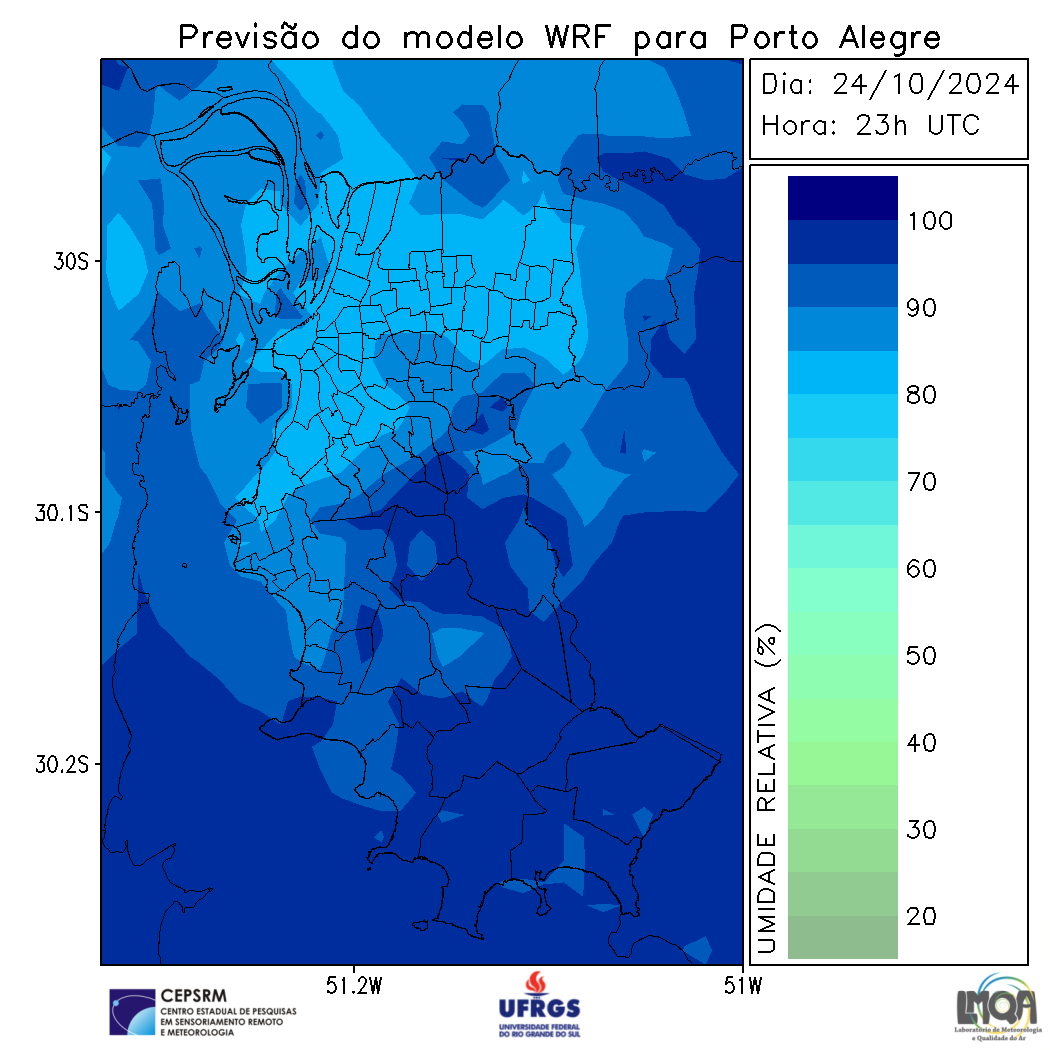 Previsão do modelo WRF para Porto Alegre
Dia: 24/10/2024
Hora: 23h UTC
30S
30.1S
30.2S
51.2W
51W
UMIDADE RELATIVA (%)
100
90
80
70
60
50
40
30
20
CEPSRM
CENTRO ESTADUAL DE PESQUISAS
EM SENSORIAMENTO REMOTO
E METEOROLOGIA
UFRGS
UNIVERSIDADE FEDERAL
DO RIO GRANDE DO SUL
LMQA
Laboratório de Meteorologia
e Qualidade do Ar